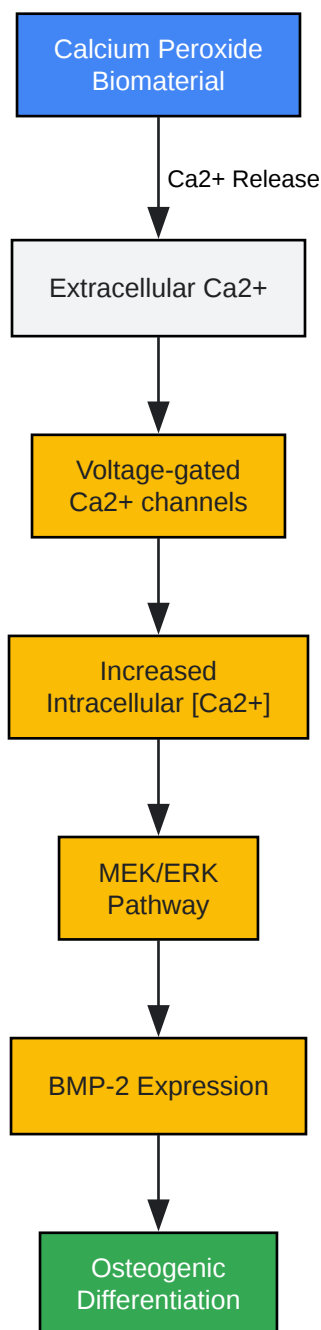 Calcium Peroxide
Biomaterial
Ca2+ Release
Extracellular Ca2+
Voltage-gated
Ca2+ channels
Increased
Intracellular [Ca2+]
MEK/ERK
Pathway
BMP-2 Expression
Osteogenic
Differentiation